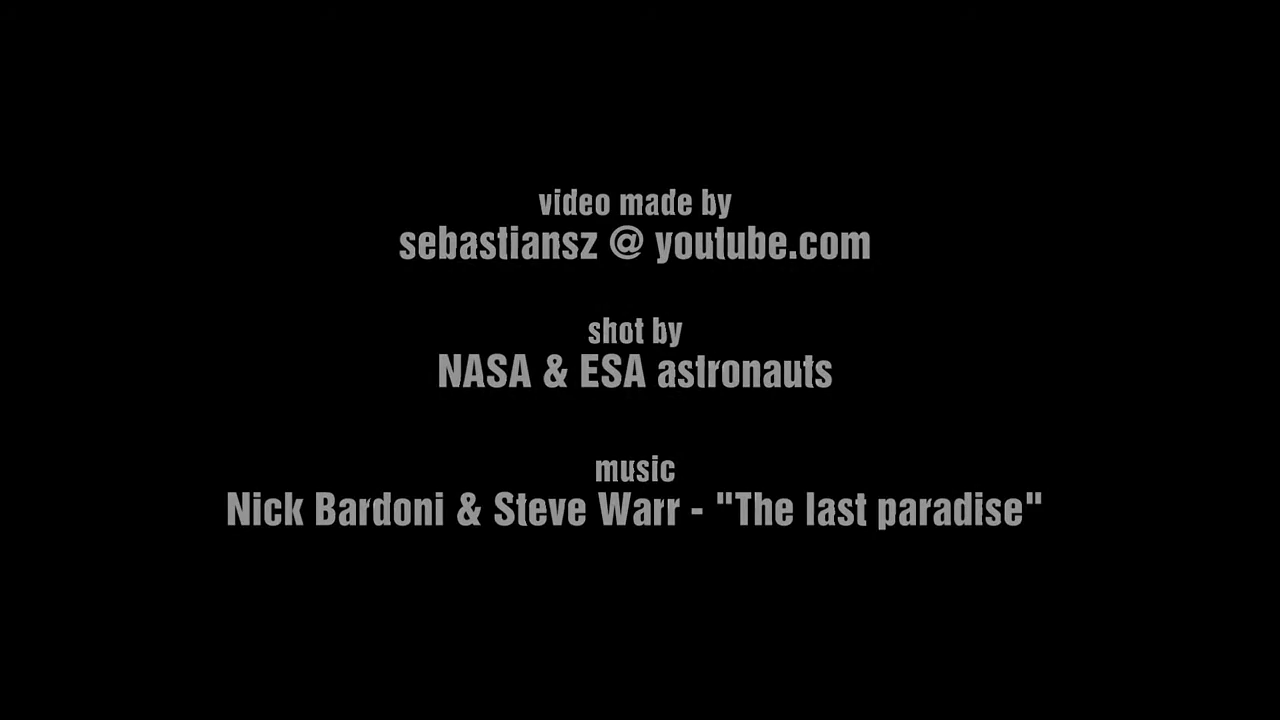 video made by
sebastiansz @ youtube.com
shot by
NASA & ESA astronauts
music
Nick Bardoni & Steve Warr - "The last paradise"